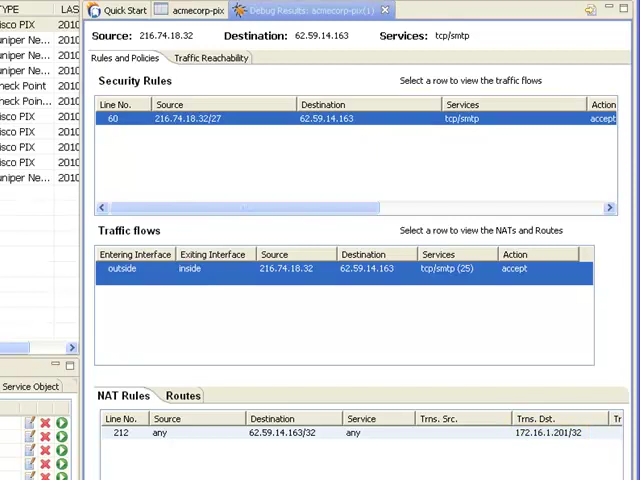 TYPE LAS
isco PIX 2010
uniper Ne... 2010
isco PIX 2010
uniper Ne... 2010
heck Point 2010
heck Poin... 2010
isco PIX 2010
isco PIX 2010
isco PIX 2010
isco PIX 2010
uniper Ne... 2010
Service Object
Quick Start acmecorp-pix Debug Results: acmecorp-pix(1)
Source: 216.74.18.32 Destination: 62.59.14.163 Services: tcp/smtp
Rules and Policies Traffic Reachability
Security Rules Select a row to view the traffic flows
Line No. Source Destination Services Action
60 216.74.18.32/27 62.59.14.163 tcp/smtp accept
Traffic flows Select a row to view the NATs and Routes
Entering Interface Exiting Interface Source Destination Services Action
outside inside 216.74.18.32 62.59.14.163 tcp/smtp (25) accept
NAT Rules Routes
Line No. Source Destination Service Trns. Src. Trns. Dst. Tr
212 any 62.59.14.163/32 any 172.16.1.201/32